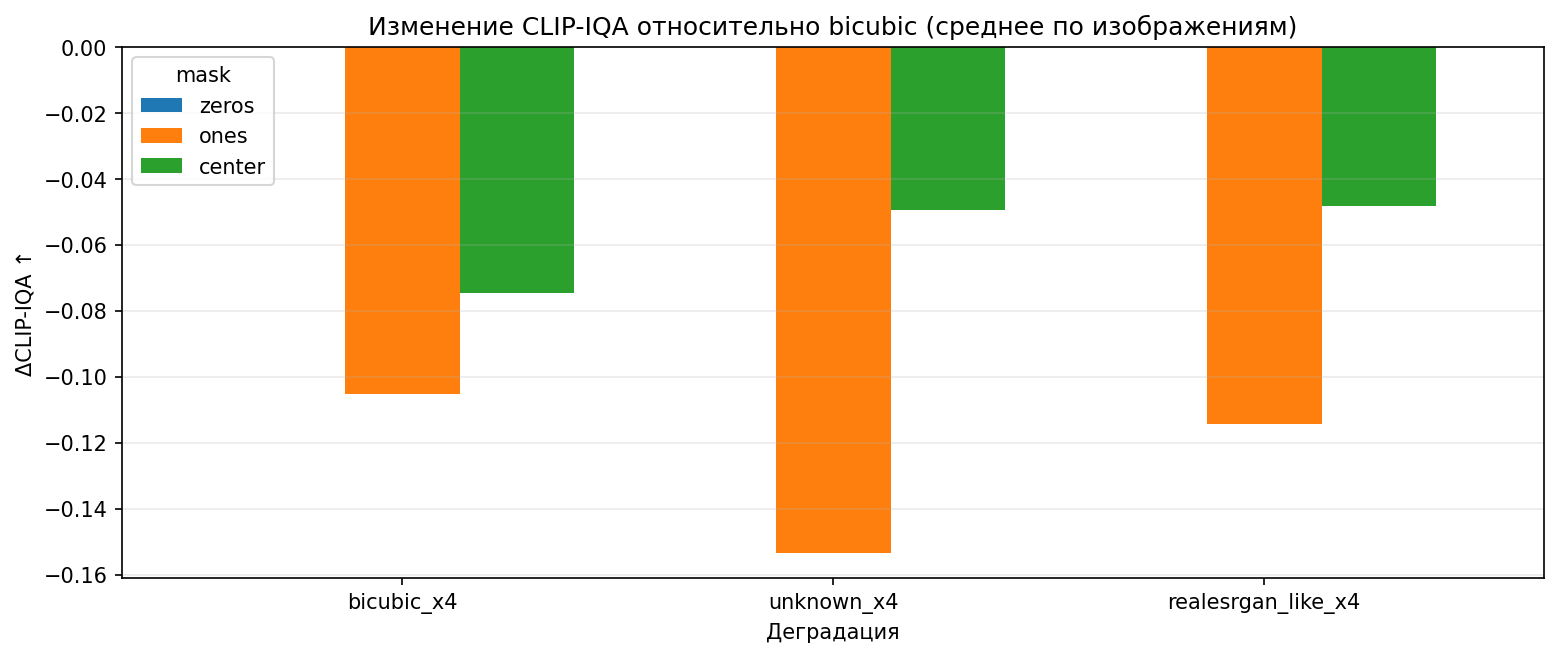 Изменение CLIP-IQA относительно bicubic (среднее по изображениям)
mask
zeros
ones
center
ΔCLIP-IQA ↑
0.00
−0.02
−0.04
−0.06
−0.08
−0.10
−0.12
−0.14
−0.16
bicubic_x4
unknown_x4
realesrgan_like_x4
Деградация